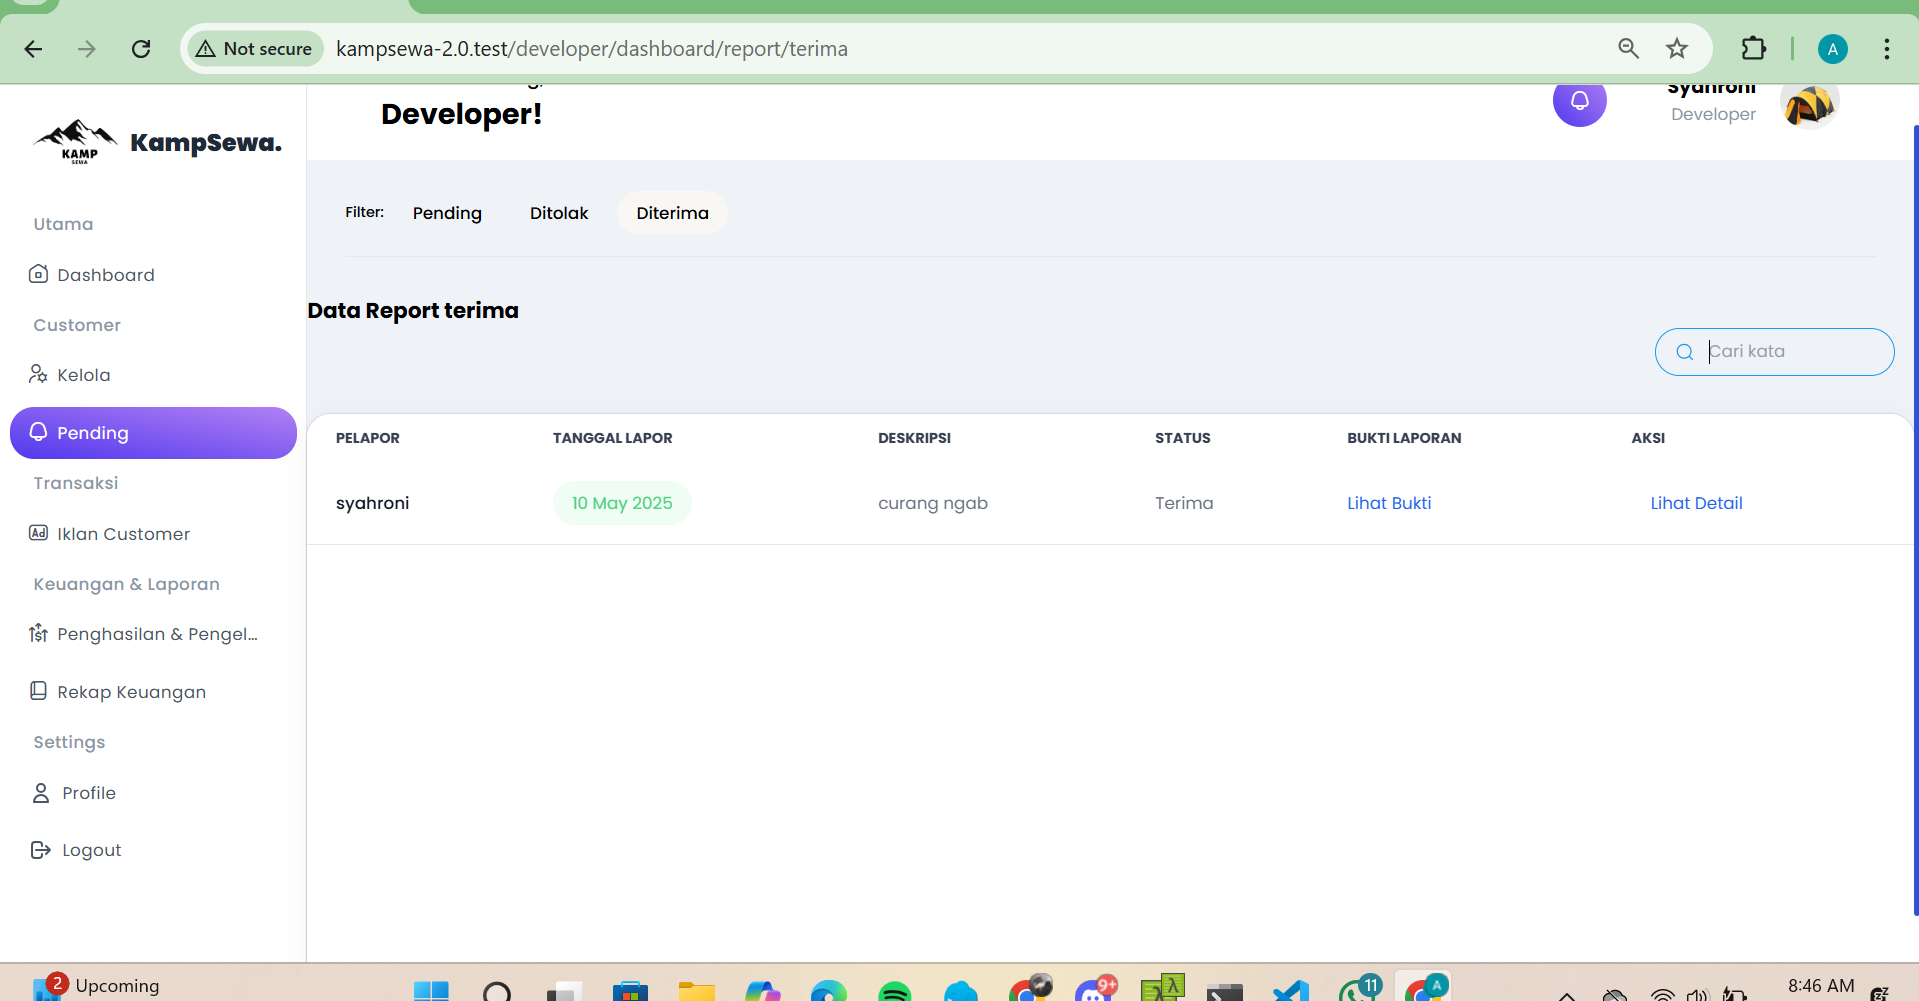 Not secure
kampsewa-2.0.test/developer/dashboard/report/terima
A
KAMP
SEWA
KampSewa.
Developer!
Syahroni
Developer
Utama
Dashboard
Customer
Kelola
Pending
Transaksi
Ad
Iklan Customer
Keuangan & Laporan
Penghasilan & Pengel...
Rekap Keuangan
Settings
Profile
Logout
Filter:
Pending
Ditolak
Diterima
Data Report terima
Cari kata
PELAPOR
TANGGAL LAPOR
DESKRIPSI
STATUS
BUKTI LAPORAN
AKSI
syahroni
10 May 2025
curang ngab
Terima
Lihat Bukti
Lihat Detail
2
Upcoming
9+
11
A
8:46 AM